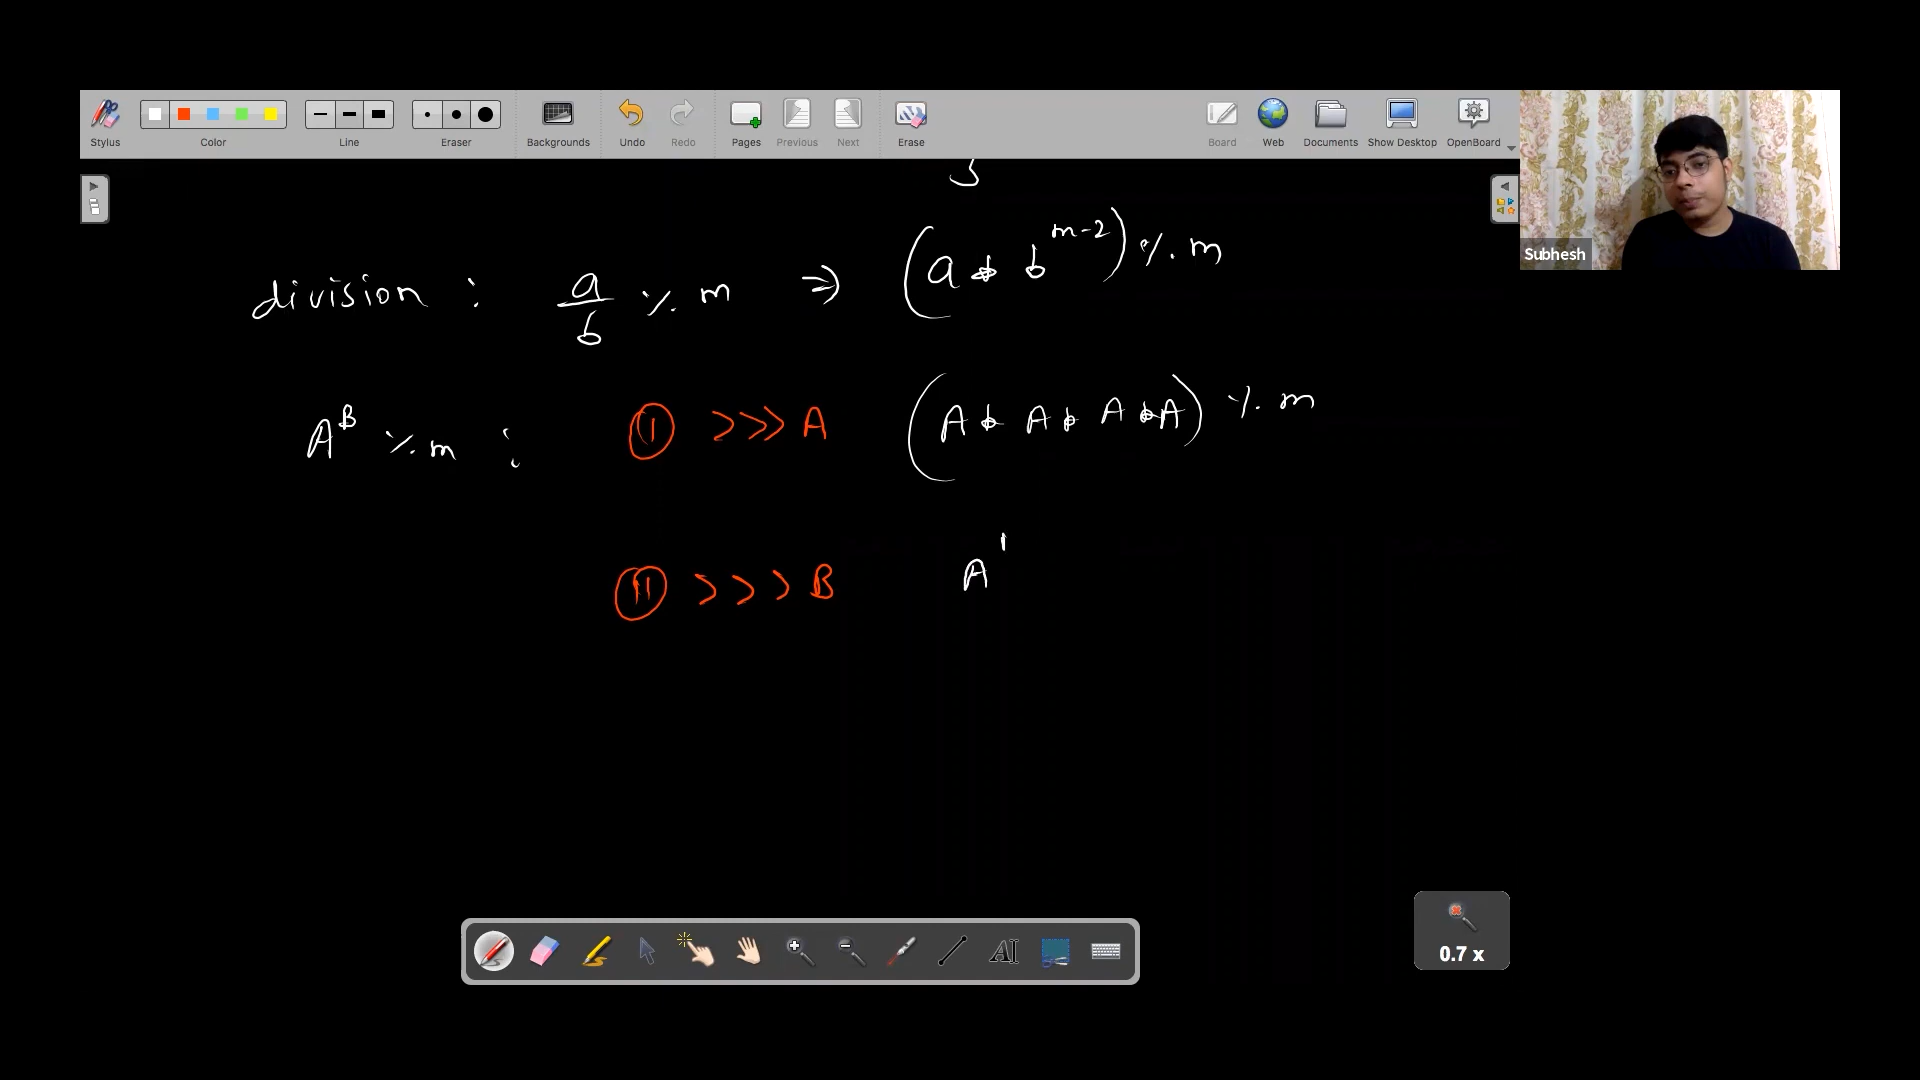 Stylus
Color
Line
Eraser
Backgrounds
Undo
Redo
Pages
Previous
Next
Erase
Board
Web
Documents
Show Desktop
OpenBoard
Subhesh
division : a/b % m ⇒ (a * b^(m-2)) % m
A^B % m : (I) >>> A (A * A * A * A) % m
(II) >>> B A^1
AI
0.7 x